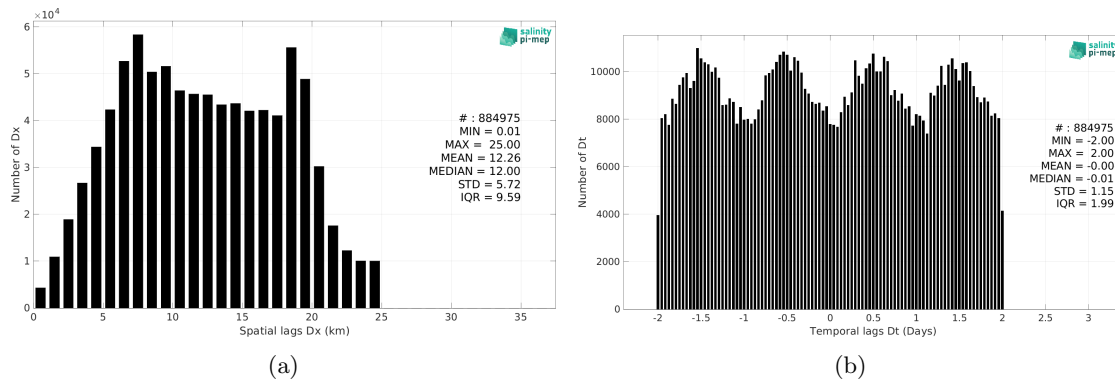 ×10⁴
6
5
4
3
2
1
0
Number of Dx
salinity
pi-mep
# : 884975
MIN = 0.01
MAX = 25.00
MEAN = 12.26
MEDIAN = 12.00
STD = 5.72
IQR = 9.59
0 5 10 15 20 25 30 35
Spatial lags Dx (km)
(a)
10000
8000
6000
4000
2000
0
Number of Dt
salinity
pi-mep
# : 884975
MIN = -2.00
MAX = 2.00
MEAN = -0.00
MEDIAN = -0.01
STD = 1.15
IQR = 1.99
-2 -1.5 -1 -0.5 0 0.5 1 1.5 2 2.5 3
Temporal lags Dt (Days)
(b)